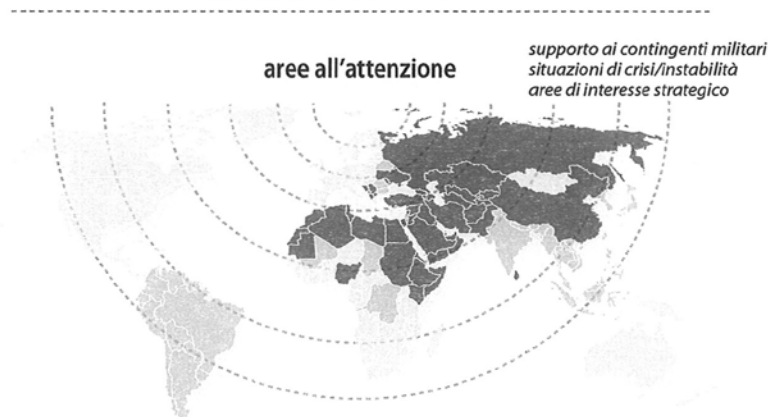 aree all'attenzione
supporto ai contingenti militari
situazioni di crisi/instabilità
aree di interesse strategico